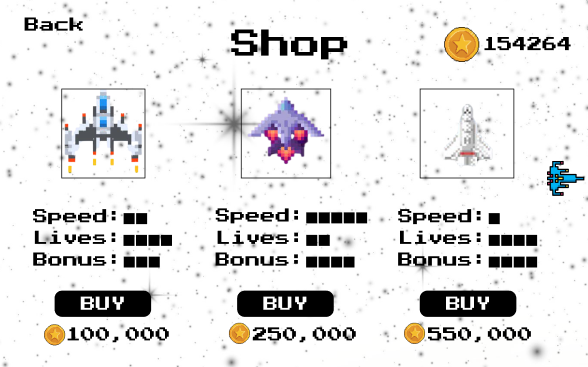 Back
Shop
154264
Speed:
Lives:
Bonus:
BUY
100,000
Speed:
Lives:
Bonus:
BUY
250,000
Speed:
Lives:
Bonus:
BUY
550,000